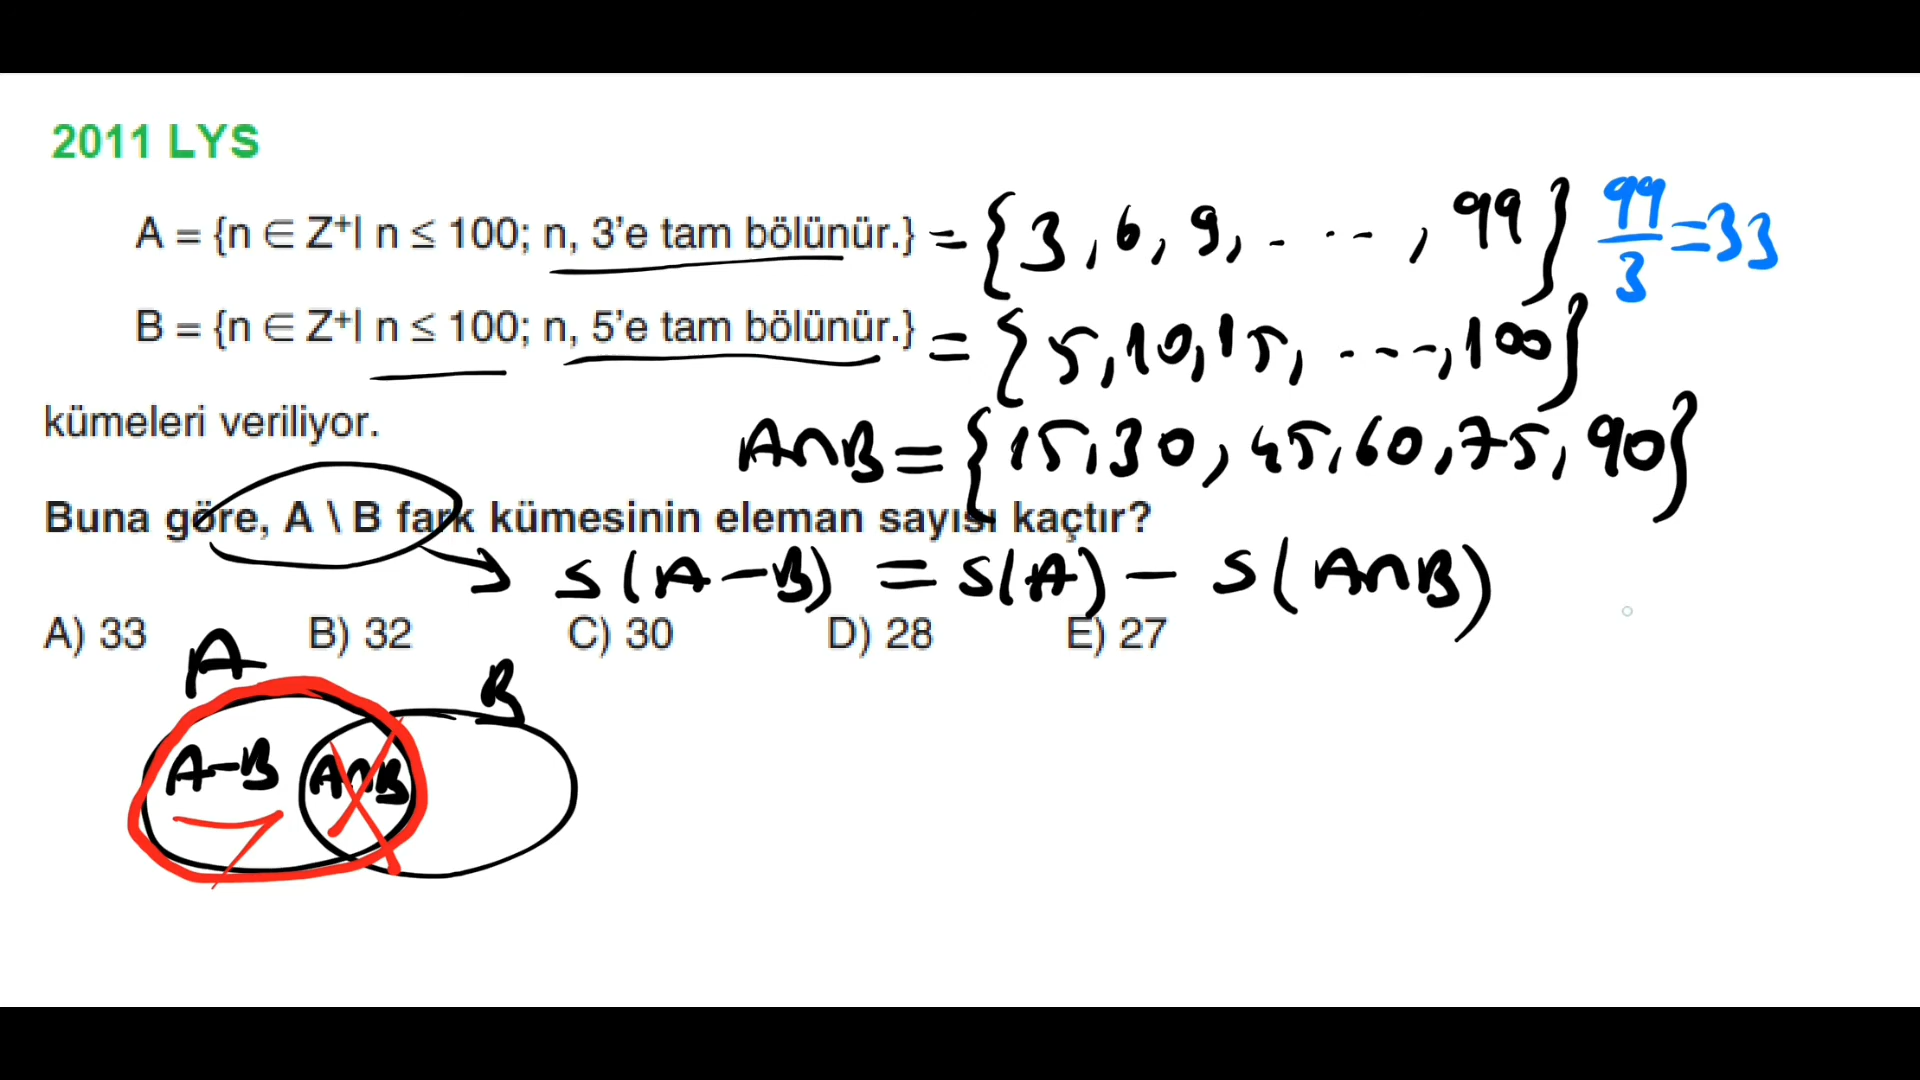 2011 LYS
A = {n ∈ Z⁺| n ≤ 100; n, 3'e tam bölünür.} = {3, 6, 9, . . . . , 99} 99/3 = 33
B = {n ∈ Z⁺| n ≤ 100; n, 5'e tam bölünür.} = {5, 10, 15, . - - -, 100}
kümeleri veriliyor.
A∩B = {15, 30, 45, 60, 75, 90}
Buna göre, A \ B fark kümesinin eleman sayısı kaçtır?
→ s(A-B) = s(A) - s(A∩B)
A) 33 B) 32 C) 30 D) 28 E) 27
A B
A-B A∩B